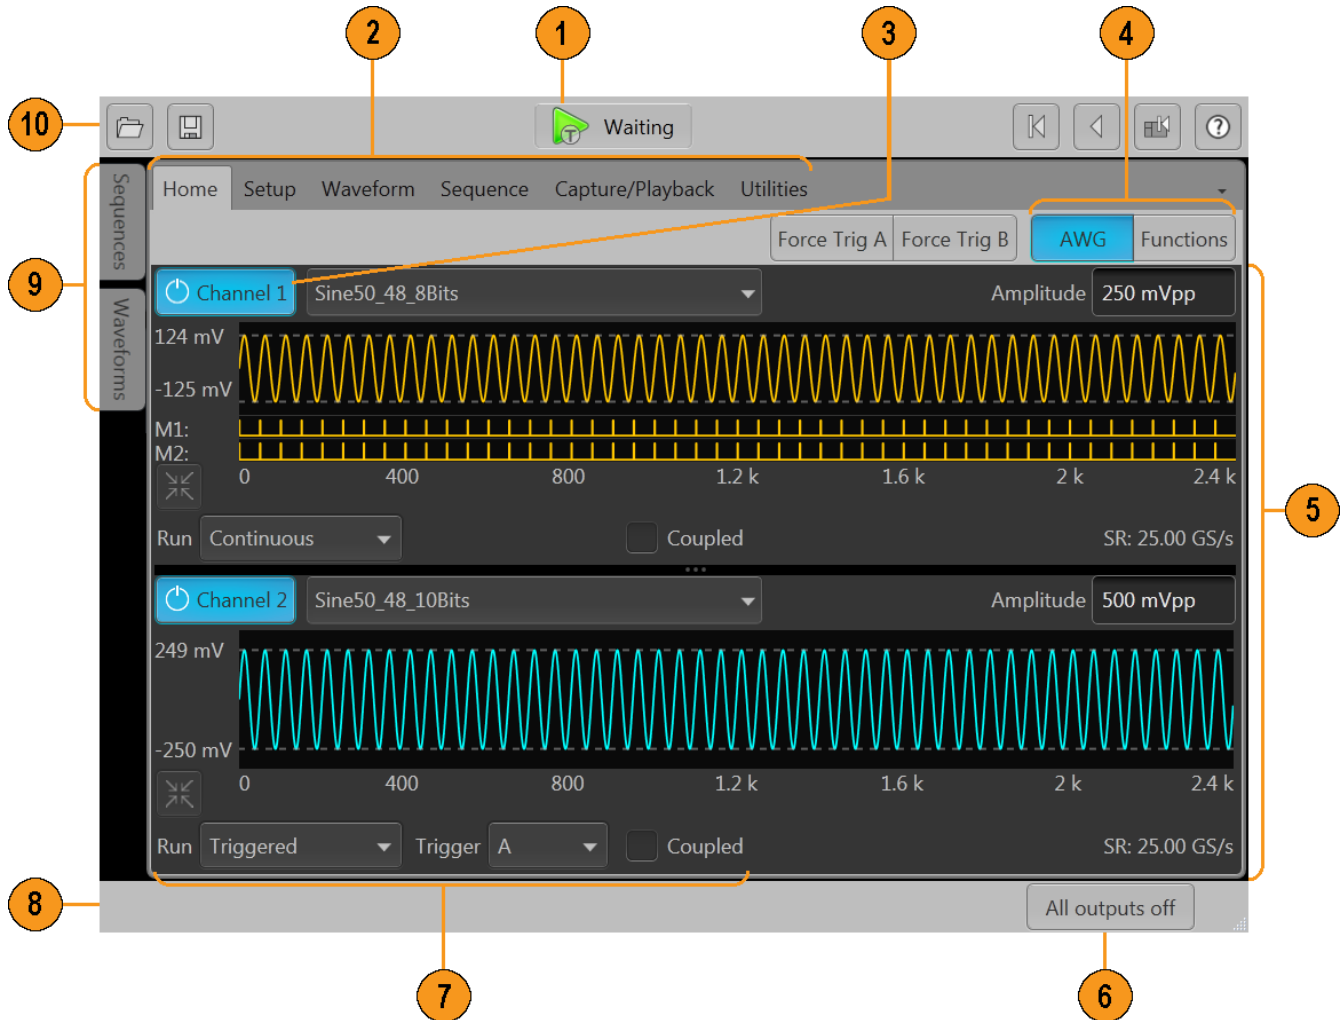 2 1 3 4
10 Waiting ?
Home Setup Waveform Sequence Capture/Playback Utilities
Sequences
Force Trig A Force Trig B AWG Functions
9
Channel 1 Sine50_48_8Bits Amplitude 250 mVpp
Waveforms
124 mV
-125 mV
M1:
M2:
0 400 800 1.2 k 1.6 k 2 k 2.4 k
5
Run Continuous Coupled SR: 25.00 GS/s
Channel 2 Sine50_48_10Bits Amplitude 500 mVpp
249 mV
-250 mV
0 400 800 1.2 k 1.6 k 2 k 2.4 k
Run Triggered Trigger A Coupled SR: 25.00 GS/s
8 All outputs off
7 6